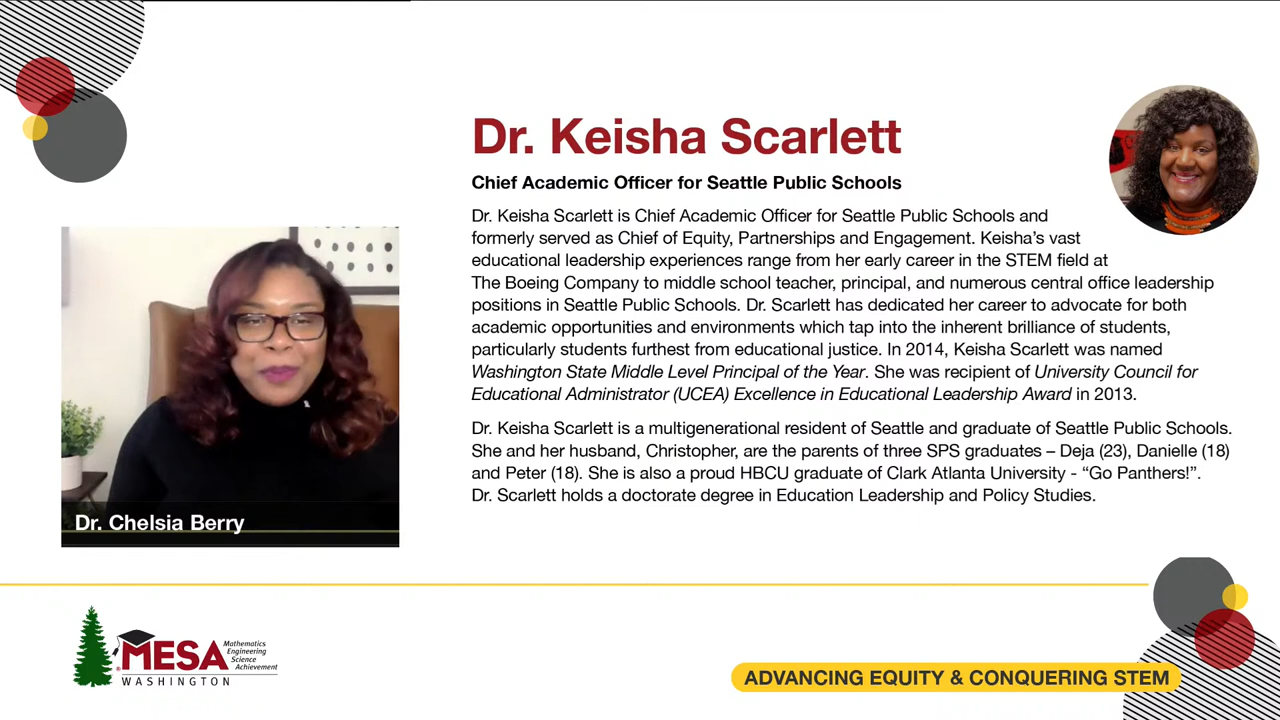 Dr. Keisha Scarlett
Chief Academic Officer for Seattle Public Schools
Dr. Keisha Scarlett is Chief Academic Officer for Seattle Public Schools and
formerly served as Chief of Equity, Partnerships and Engagement. Keisha’s vast
educational leadership experiences range from her early career in the STEM field at
The Boeing Company to middle school teacher, principal, and numerous central office leadership
positions in Seattle Public Schools. Dr. Scarlett has dedicated her career to advocate for both
academic opportunities and environments which tap into the inherent brilliance of students,
particularly students furthest from educational justice. In 2014, Keisha Scarlett was named
Washington State Middle Level Principal of the Year. She was recipient of University Council for
Educational Administrator (UCEA) Excellence in Educational Leadership Award in 2013.
Dr. Keisha Scarlett is a multigenerational resident of Seattle and graduate of Seattle Public Schools.
She and her husband, Christopher, are the parents of three SPS graduates – Deja (23), Danielle (18)
and Peter (18). She is also a proud HBCU graduate of Clark Atlanta University - “Go Panthers!”.
Dr. Scarlett holds a doctorate degree in Education Leadership and Policy Studies.
Dr. Chelsia Berry
MESA
Mathematics
Engineering
Science
Achievement
WASHINGTON
ADVANCING EQUITY & CONQUERING STEM